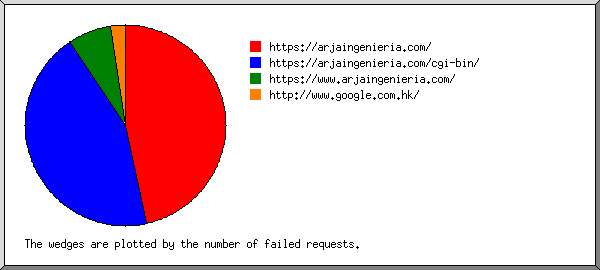 https://arjaingenieria.com/
https://arjaingenieria.com/cgi-bin/
https://www.arjaingenieria.com/
http://www.google.com.hk/
The wedges are plotted by the number of failed requests.